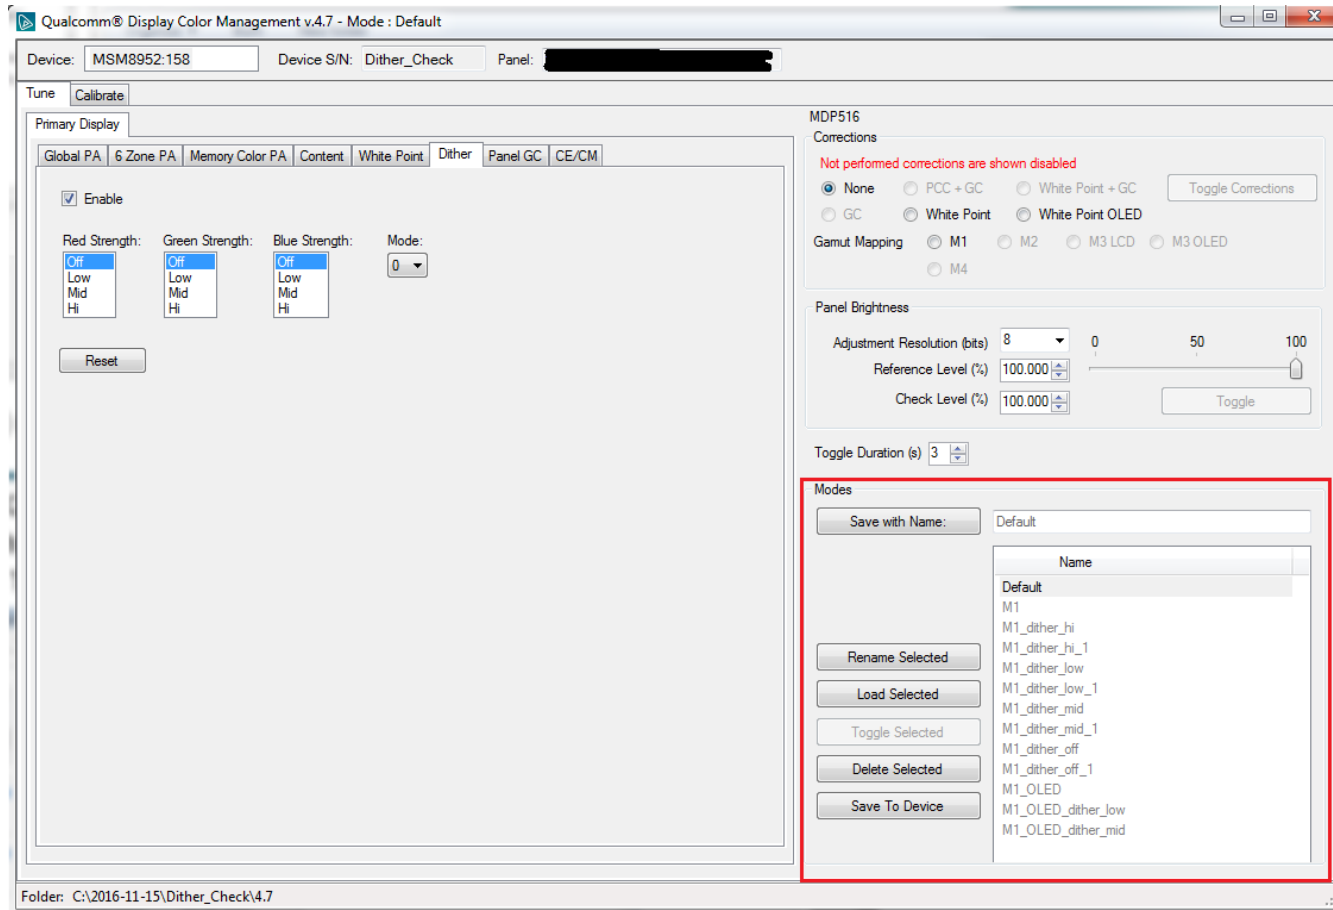 Qualcomm® Display Color Management v.4.7 - Mode : Default
Device: MSM8952:158 Device S/N: Dither_Check Panel:
Tune Calibrate
Primary Display
Global PA 6 Zone PA Memory Color PA Content White Point Dither Panel GC CE/CM
Enable
Red Strength: Green Strength: Blue Strength: Mode:
Off Off Off 0
Low Low Low
Mid Mid Mid
Hi Hi Hi
Reset
MDP516
Corrections
Not performed corrections are shown disabled
None PCC + GC White Point + GC Toggle Corrections
GC White Point White Point OLED
Gamut Mapping M1 M2 M3 LCD M3 OLED
M4
Panel Brightness
Adjustment Resolution (bits) 8 0 50 100
Reference Level (%) 100.000
Check Level (%) 100.000 Toggle
Toggle Duration (s) 3
Modes
Save with Name: Default
Name
Default
M1
M1_dither_hi
M1_dither_hi_1
M1_dither_low
M1_dither_low_1
M1_dither_mid
M1_dither_mid_1
M1_dither_off
M1_dither_off_1
M1_OLED
M1_OLED_dither_low
M1_OLED_dither_mid
Rename Selected
Load Selected
Toggle Selected
Delete Selected
Save To Device
Folder: C:\2016-11-15\Dither_Check\4.7